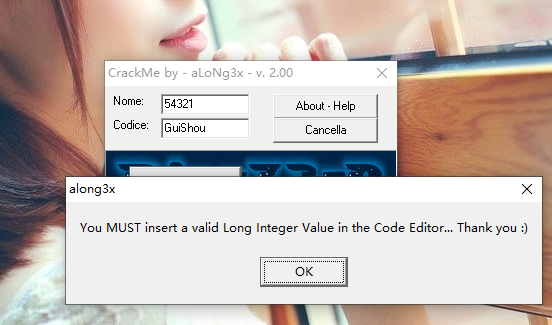 CrackMe by - aLoNg3x - v. 2.00
Nome:
54321
About - Help
Codice:
GuiShou
Cancella
along3x
You MUST insert a valid Long Integer Value in the Code Editor... Thank you :)
OK